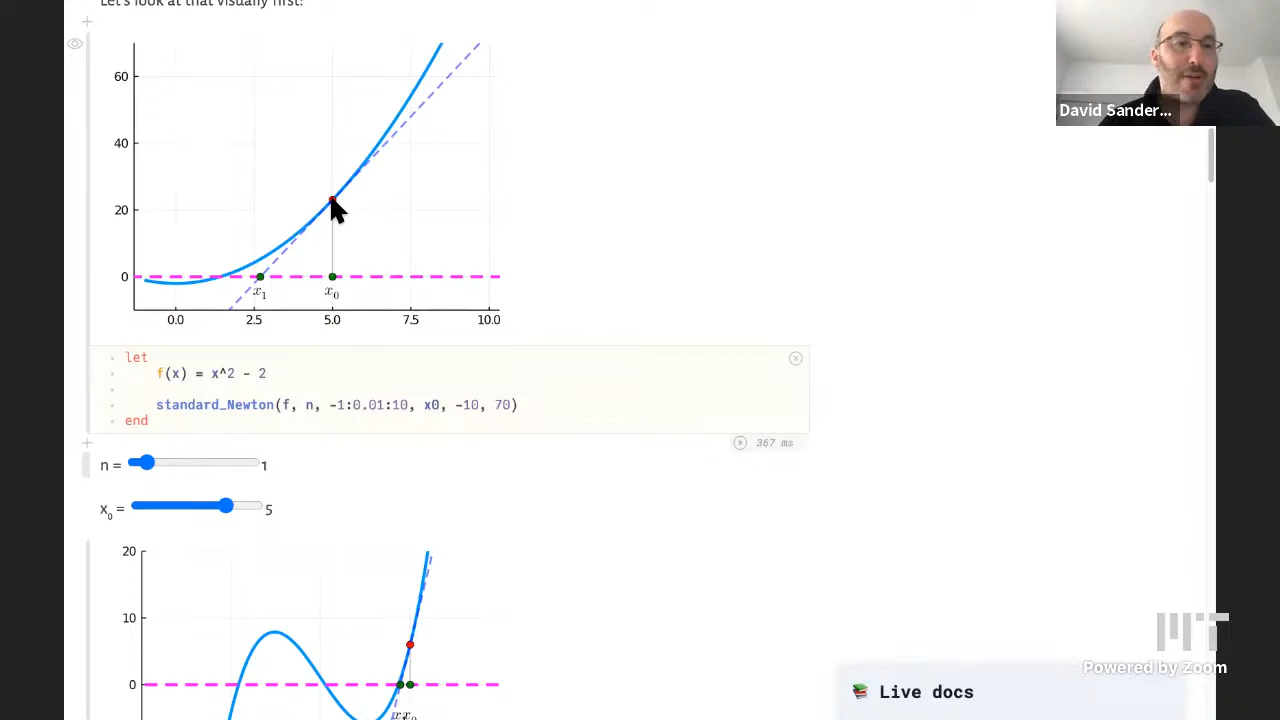 Let's look at that visually first:
David Sander...
60
40
20
0
x1
x0
0.0
2.5
5.0
7.5
10.0
let
f(x) = x^2 - 2
standard_Newton(f, n, -1:0.01:10, x0, -10, 70)
end
367 ms
n =
1
x0 =
5
20
10
0
x0
MIT
Powered by Zoom
Live docs